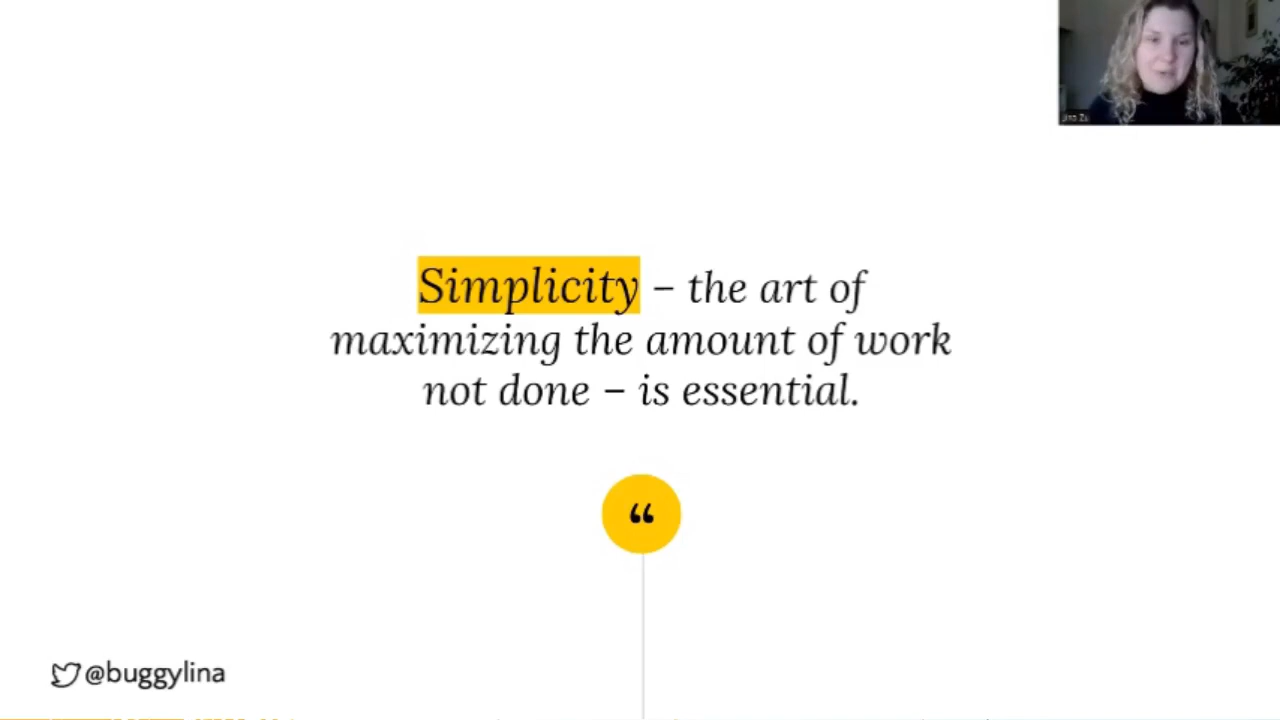 Simplicity – the art of
maximizing the amount of work
not done – is essential.
“
@buggylina